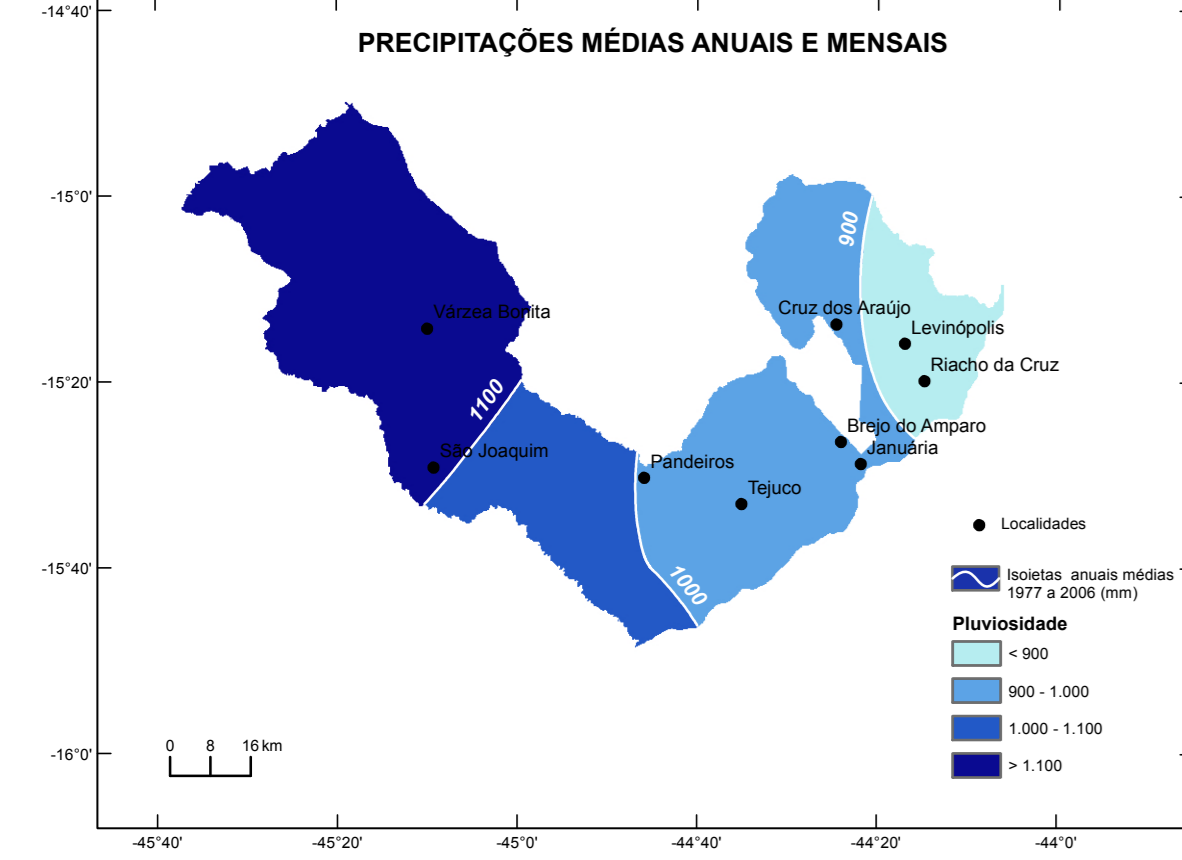 -14°40'
PRECIPITAÇÕES MÉDIAS ANUAIS E MENSAIS
-15°0'
900
Várzea Bonita
Cruz dos Araújo
Levinópolis
Riacho da Cruz
-15°20'
1100
São Joaquim
Brejo do Amparo
Januária
Pandeiros
Tejuco
Localidades
-15°40'
1000
Isoietas anuais médias
1977 a 2006 (mm)
Pluviosidade
< 900
900 - 1.000
1.000 - 1.100
> 1.100
0 8 16 km
-16°0'
-45°40' -45°20' -45°0' -44°40' -44°20' -44°0'